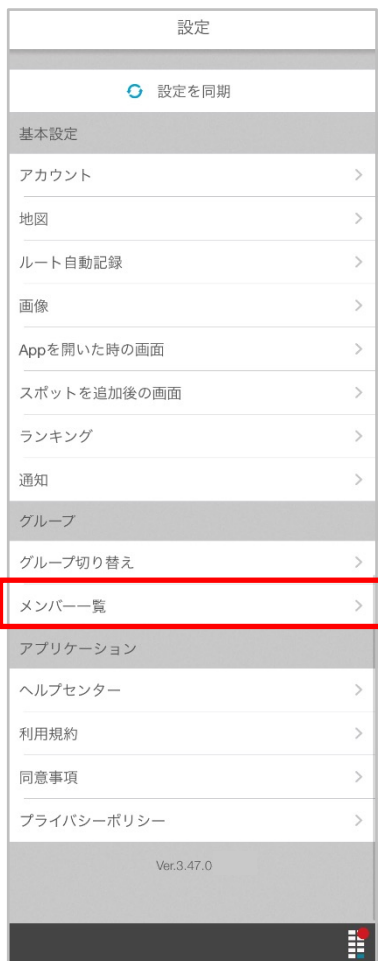 設定
設定を同期
基本設定
アカウント
地図
ルート自動記録
画像
Appを開いた時の画面
スポットを追加後の画面
ランキング
通知
グループ
グループ切り替え
メンバー一覧
アプリケーション
ヘルプセンター
利用規約
同意事項
プライバシーポリシー
Ver.3.47.0